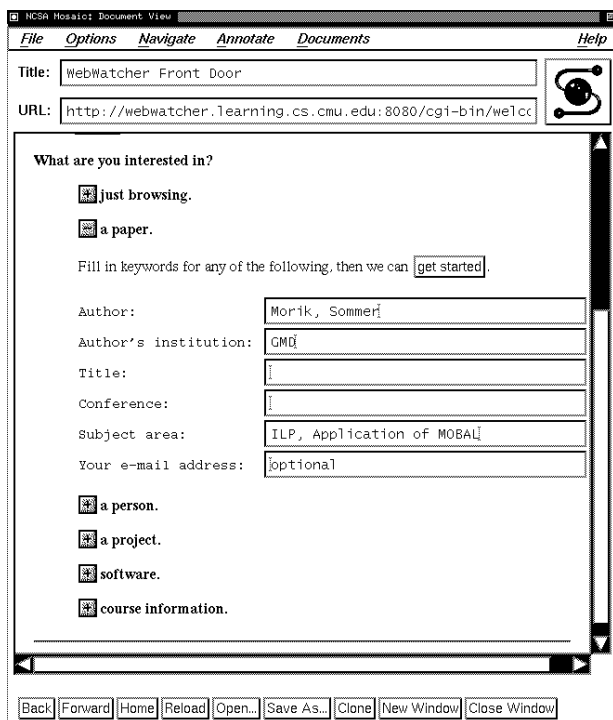 NCSA Mosaic: Document View
File Options Navigate Annotate Documents Help
Title: WebWatcher Front Door
URL: http://webwatcher.learning.cs.cmu.edu:8080/cgi-bin/welco
What are you interested in?
+ just browsing.
- a paper.
Fill in keywords for any of the following, then we can get started.
Author: Morik, Sommer
Author's institution: GMD
Title:
Conference:
Subject area: ILP, Application of MOBAL
Your e-mail address: optional
+ a person.
+ a project.
+ software.
+ course information.
Back Forward Home Reload Open... Save As... Clone New Window Close Window